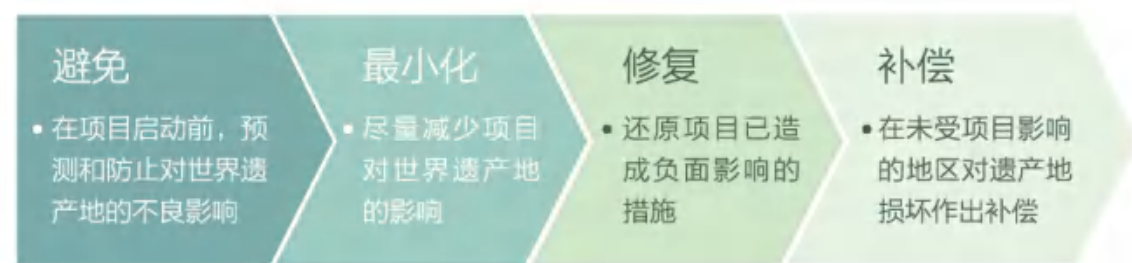 避免
• 在项目启动前，预
测和防止对世界遗
产地的不良影响
最小化
• 尽量减少项目
对世界遗产地
的影响
修复
• 还原项目已造
成负面影响的
措施
补偿
• 在未受项目影响
的地区对遗产地
损坏作出补偿